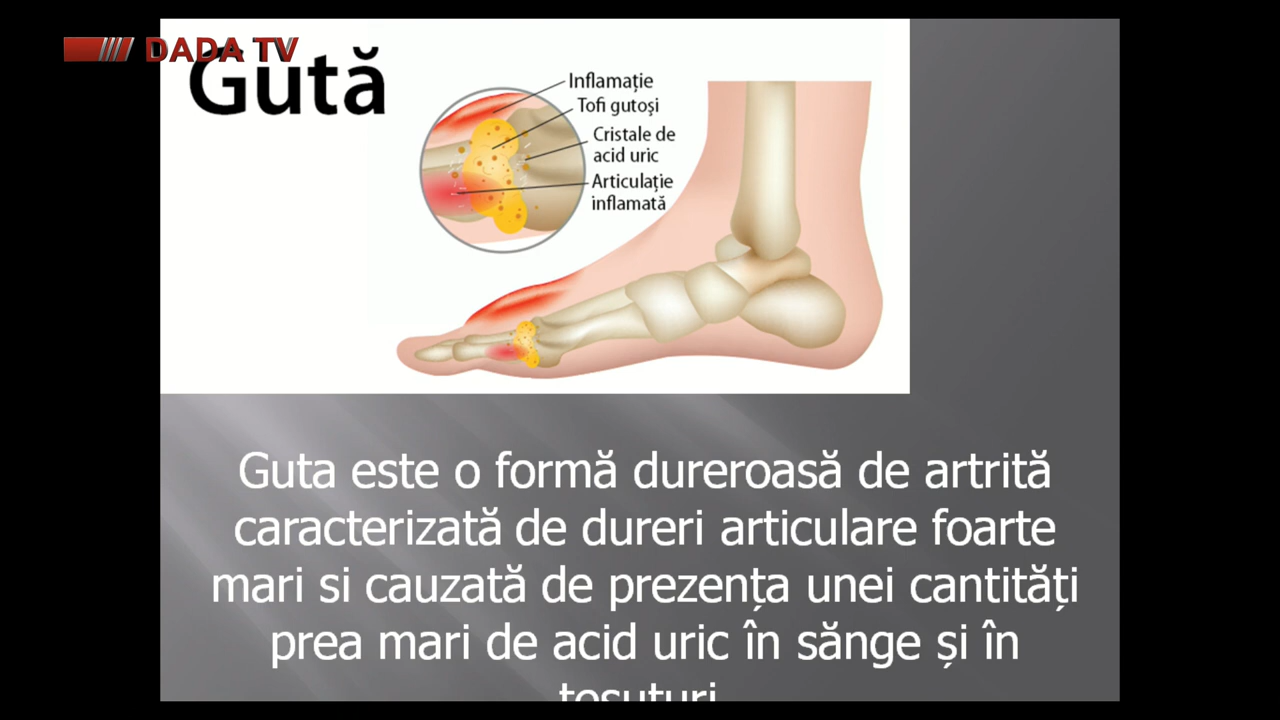 DADA TV
Gută
Inflamație
Tofi gutoși
Cristale de
acid uric
Articulație
inflamată
Guta este o formă dureroasă de artrită
caracterizată de dureri articulare foarte
mari si cauzată de prezența unei cantități
prea mari de acid uric în sănge și în
țesuturi